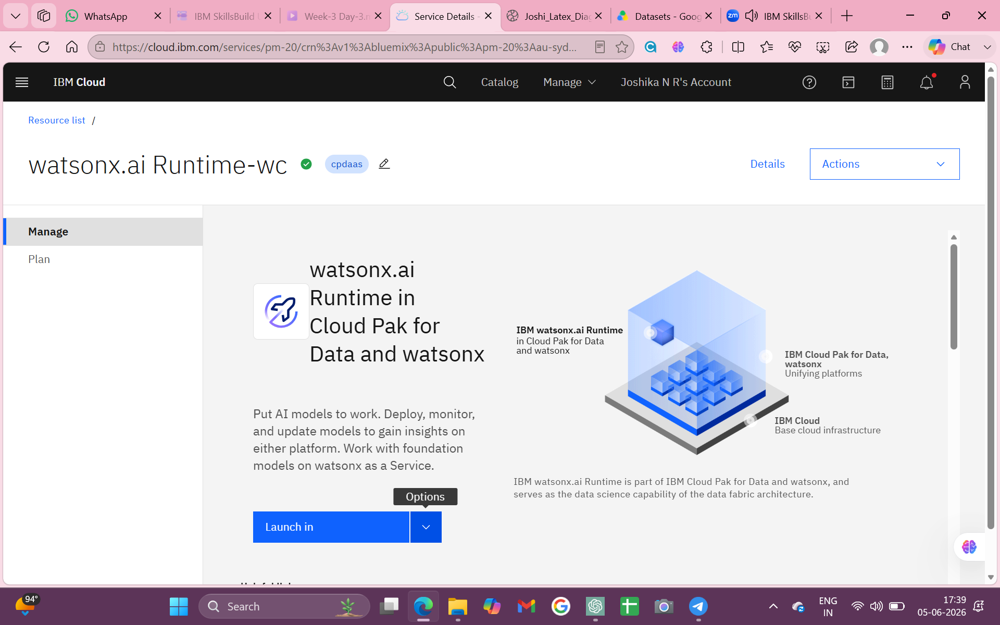 WhatsApp
IBM SkillsBuild
Week-3 Day-3.m
Service Details -
Joshi_Latex_Diag
Datasets - Goog
zm
IBM SkillsBu
https://cloud.ibm.com/services/pm-20/crn%3Av1%3Abluemix%3Apublic%3Apm-20%3Aau-syd...
Chat
IBM Cloud
Catalog
Manage
Joshika N R's Account
Resource list /
watsonx.ai Runtime-wc
cpdaas
Details
Actions
Manage
Plan
watsonx.ai
Runtime in
Cloud Pak for
Data and watsonx
Put AI models to work. Deploy, monitor,
and update models to gain insights on
either platform. Work with foundation
models on watsonx as a Service.
Options
Launch in
IBM watsonx.ai Runtime
in Cloud Pak for Data
and watsonx
IBM Cloud Pak for Data,
watsonx
Unifying platforms
IBM Cloud
Base cloud infrastructure
IBM watsonx.ai Runtime is part of IBM Cloud Pak for Data and watsonx, and
serves as the data science capability of the data fabric architecture.
94°
Search
ENG
IN
17:39
05-06-2026